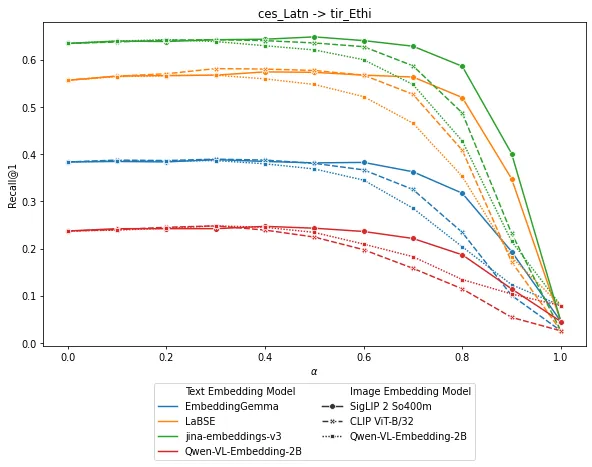 ces_Latn -> tir_Ethi
Recall@1
0.6
0.5
0.4
0.3
0.2
0.1
0.0
0.0 0.2 0.4 0.6 0.8 1.0
α
Text Embedding Model Image Embedding Model
EmbeddingGemma SigLIP 2 So400m
LaBSE CLIP ViT-B/32
jina-embeddings-v3 Qwen-VL-Embedding-2B
Qwen-VL-Embedding-2B